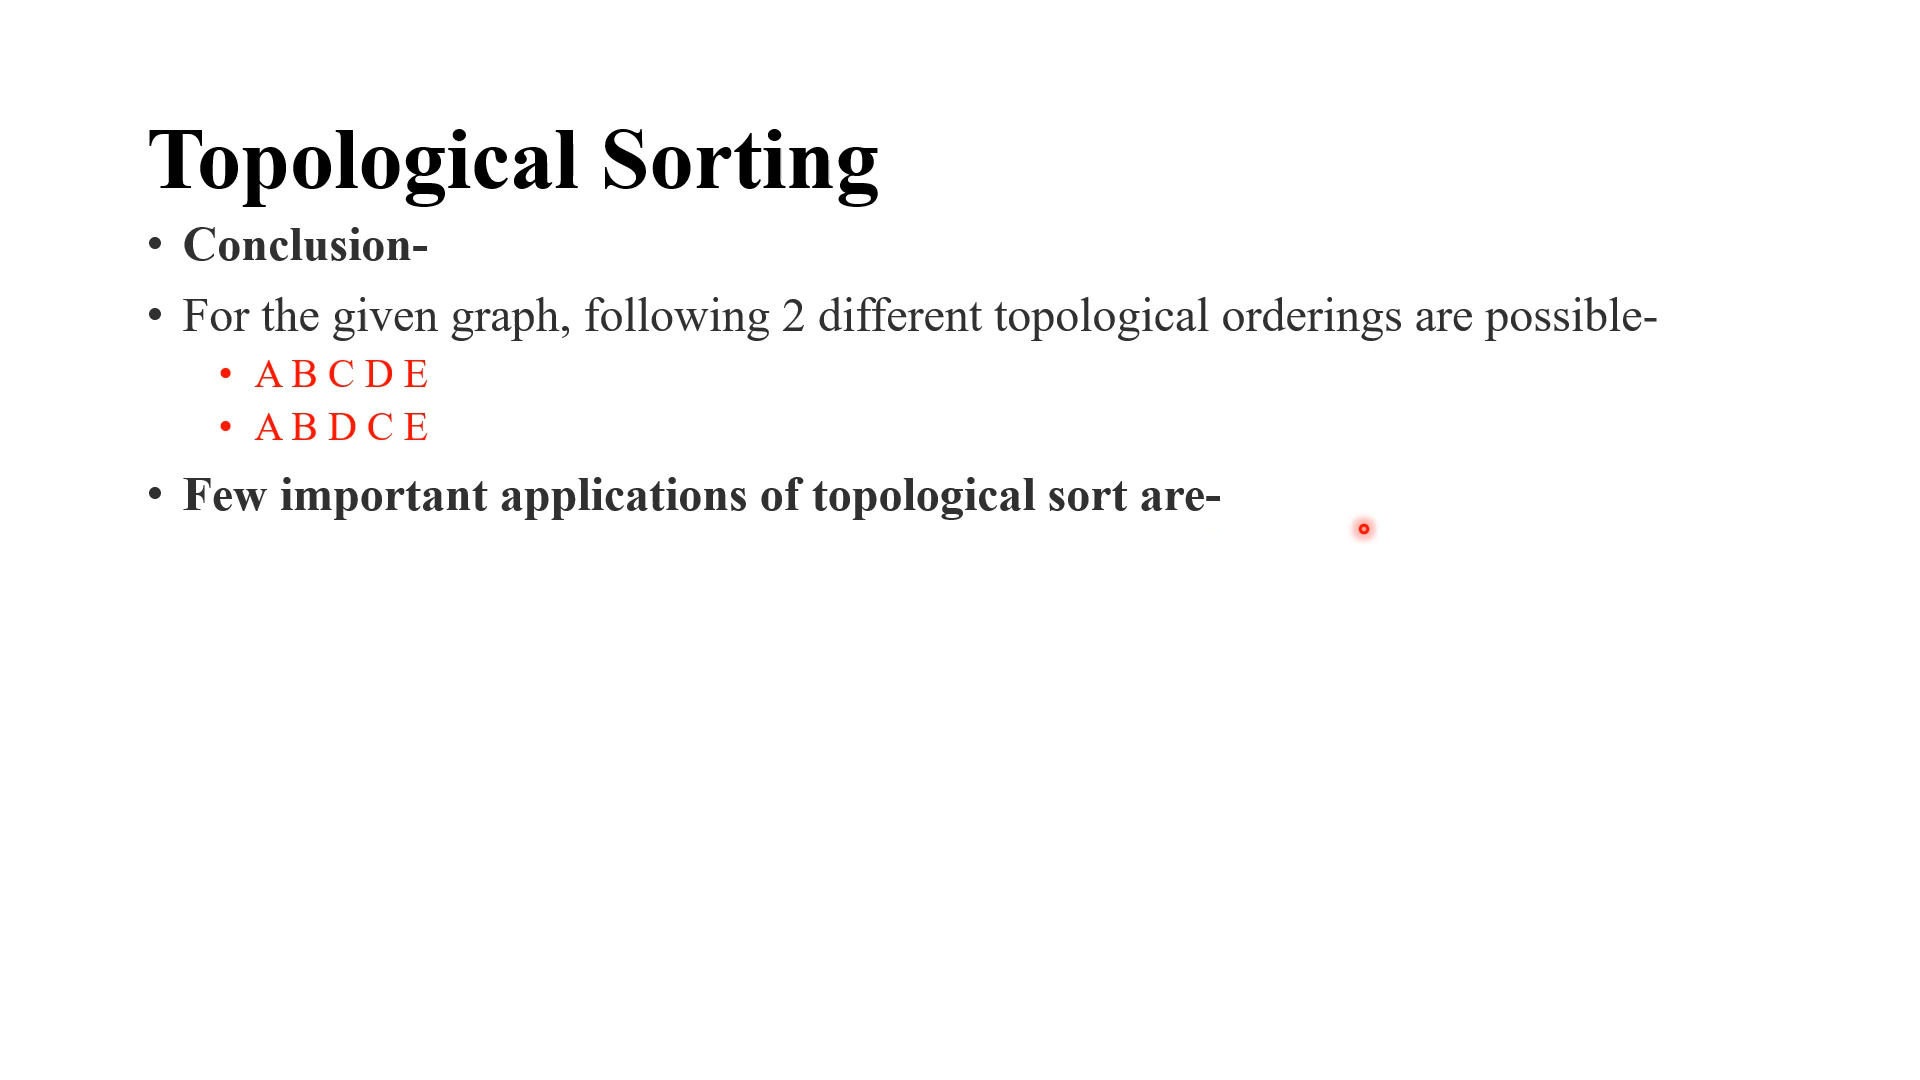 Topological Sorting
• Conclusion-
• For the given graph, following 2 different topological orderings are possible-
• A B C D E
• A B D C E
• Few important applications of topological sort are-